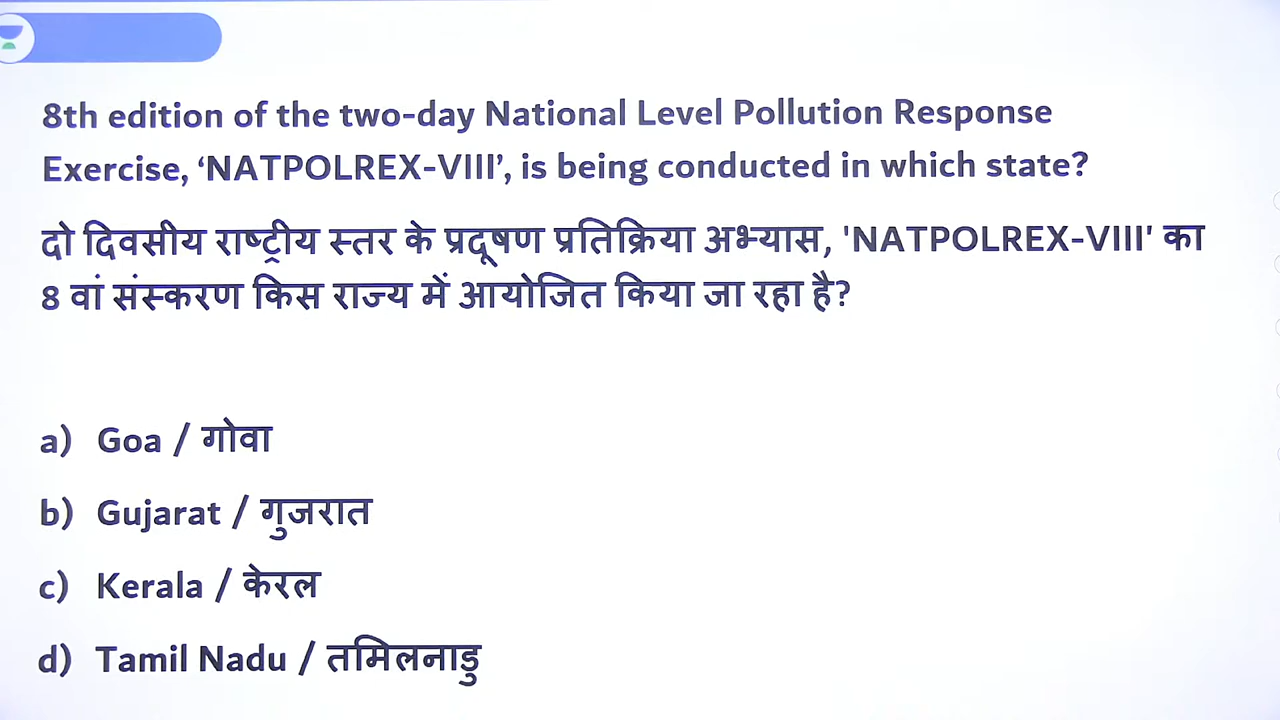 8th edition of the two-day National Level Pollution Response
Exercise, ‘NATPOLREX-VIII’, is being conducted in which state?
दो दिवसीय राष्ट्रीय स्तर के प्रदूषण प्रतिक्रिया अभ्यास, 'NATPOLREX-VIII' का
8 वां संस्करण किस राज्य में आयोजित किया जा रहा है?
a) Goa / गोवा
b) Gujarat / गुजरात
c) Kerala / केरल
d) Tamil Nadu / तमिलनाडु